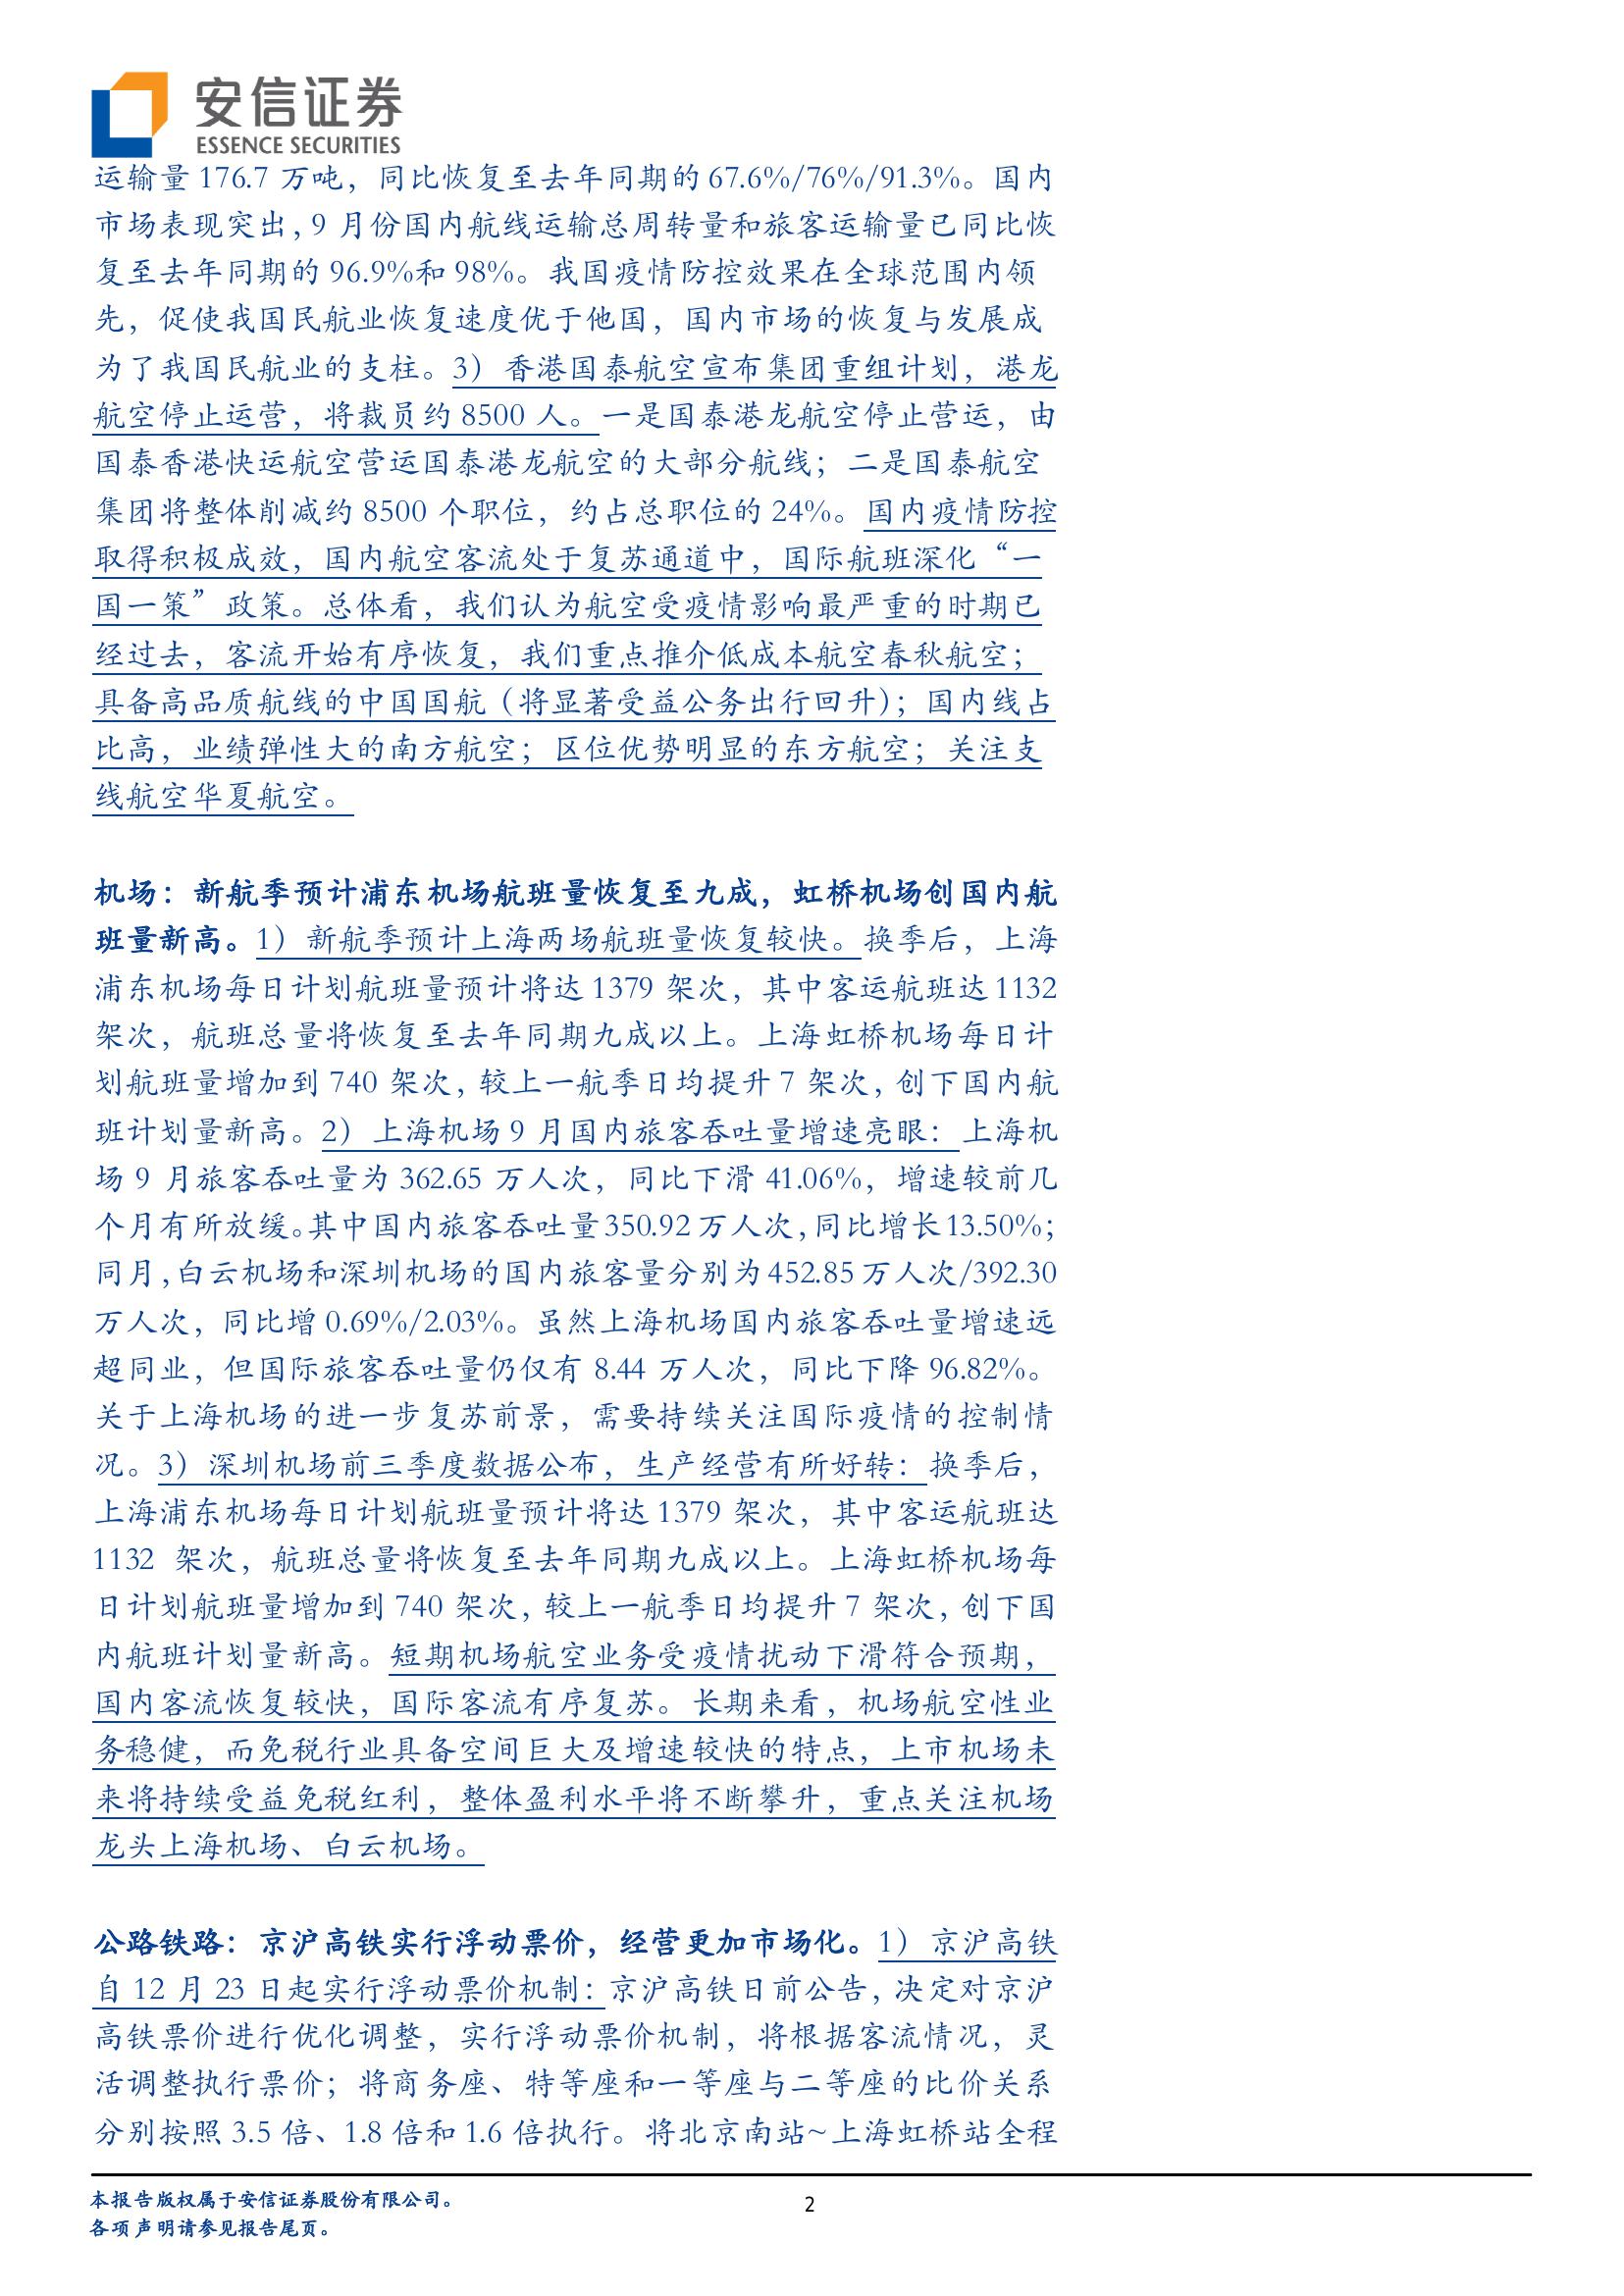 安信证券
ESSENCE SECURITIES
运输量 176.7 万吨，同比恢复至去年同期的 67.6%/76%/91.3%。国内
市场表现突出，9 月份国内航线运输总周转量和旅客运输量已同比恢
复至去年同期的 96.9%和 98%。我国疫情防控效果在全球范围内领
先，促使我国民航业恢复速度优于他国，国内市场的恢复与发展成
为了我国民航业的支柱。3）香港国泰航空宣布集团重组计划，港龙
航空停止运营，将裁员约 8500 人。一是国泰港龙航空停止营运，由
国泰香港快运航空营运国泰港龙航空的大部分航线；二是国泰航空
集团将整体削减约 8500 个职位，约占总职位的 24%。国内疫情防控
取得积极成效，国内航空客流处于复苏通道中，国际航班深化“一
国一策”政策。总体看，我们认为航空受疫情影响最严重的时期已
经过去，客流开始有序恢复，我们重点推介低成本航空春秋航空；
具备高品质航线的中国国航（将显著受益公务出行回升）；国内线占
比高，业绩弹性大的南方航空；区位优势明显的东方航空；关注支
线航空华夏航空。
机场：新航季预计浦东机场航班量恢复至九成，虹桥机场创国内航
班量新高。1）新航季预计上海两场航班量恢复较快。换季后，上海
浦东机场每日计划航班量预计将达 1379 架次，其中客运航班达 1132
架次，航班总量将恢复至去年同期九成以上。上海虹桥机场每日计
划航班量增加到 740 架次，较上一航季日均提升 7 架次，创下国内航
班计划量新高。2）上海机场 9 月国内旅客吞吐量增速亮眼：上海机
场 9 月旅客吞吐量为 362.65 万人次，同比下滑 41.06%，增速较前几
个月有所放缓。其中国内旅客吞吐量 350.92 万人次，同比增长 13.50%；
同月，白云机场和深圳机场的国内旅客量分别为 452.85 万人次/392.30
万人次，同比增 0.69%/2.03%。虽然上海机场国内旅客吞吐量增速远
超同业，但国际旅客吞吐量仍仅有 8.44 万人次，同比下降 96.82%。
关于上海机场的进一步复苏前景，需要持续关注国际疫情的控制情
况。3）深圳机场前三季度数据公布，生产经营有所好转：换季后，
上海浦东机场每日计划航班量预计将达 1379 架次，其中客运航班达
1132 架次，航班总量将恢复至去年同期九成以上。上海虹桥机场每
日计划航班量增加到 740 架次，较上一航季日均提升 7 架次，创下国
内航班计划量新高。短期机场航空业务受疫情扰动下滑符合预期，
国内客流恢复较快，国际客流有序复苏。长期来看，机场航空性业
务稳健，而免税行业具备空间巨大及增速较快的特点，上市机场未
来将持续受益免税红利，整体盈利水平将不断攀升，重点关注机场
龙头上海机场、白云机场。
公路铁路：京沪高铁实行浮动票价，经营更加市场化。1）京沪高铁
自 12 月 23 日起实行浮动票价机制：京沪高铁日前公告，决定对京沪
高铁票价进行优化调整，实行浮动票价机制，将根据客流情况，灵
活调整执行票价；将商务座、特等座和一等座与二等座的比价关系
分别按照 3.5 倍、1.8 倍和 1.6 倍执行。将北京南站~上海虹桥站全程
本报告版权属于安信证券股份有限公司。
2
各项声明请参见报告尾页。